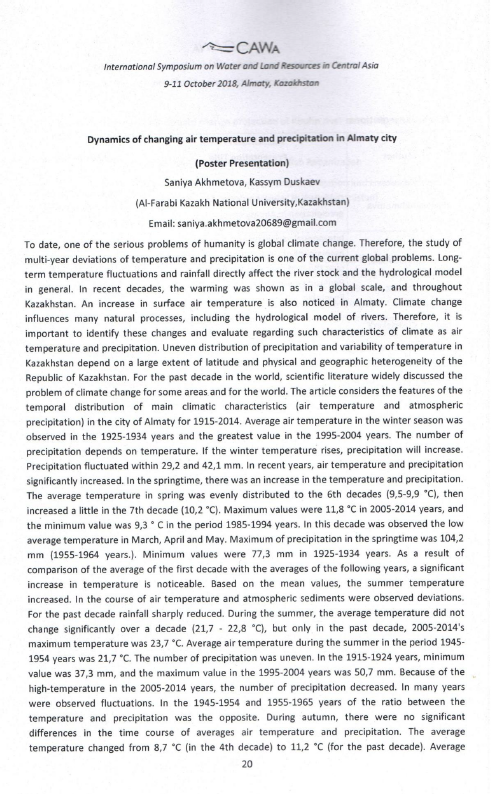 CAWA
International Symposium on Water and Land Resources in Central Asia
9-11 October 2018, Almaty, Kazakhstan
Dynamics of changing air temperature and precipitation in Almaty city
(Poster Presentation)
Saniya Akhmetova, Kassym Duskaev
(Al-Farabi Kazakh National University,Kazakhstan)
Email: saniya.akhmetova20689@gmail.com
To date, one of the serious problems of humanity is global climate change. Therefore, the study of
multi-year deviations of temperature and precipitation is one of the current global problems. Long-
term temperature fluctuations and rainfall directly affect the river stock and the hydrological model
in general. In recent decades, the warming was shown as in a global scale, and throughout
Kazakhstan. An increase in surface air temperature is also noticed in Almaty. Climate change
influences many natural processes, including the hydrological model of rivers. Therefore, it is
important to identify these changes and evaluate regarding such characteristics of climate as air
temperature and precipitation. Uneven distribution of precipitation and variability of temperature in
Kazakhstan depend on a large extent of latitude and physical and geographic heterogeneity of the
Republic of Kazakhstan. For the past decade in the world, scientific literature widely discussed the
problem of climate change for some areas and for the world. The article considers the features of the
temporal distribution of main climatic characteristics (air temperature and atmospheric
precipitation) in the city of Almaty for 1915-2014. Average air temperature in the winter season was
observed in the 1925-1934 years and the greatest value in the 1995-2004 years. The number of
precipitation depends on temperature. If the winter temperature rises, precipitation will increase.
Precipitation fluctuated within 29,2 and 42,1 mm. In recent years, air temperature and precipitation
significantly increased. In the springtime, there was an increase in the temperature and precipitation.
The average temperature in spring was evenly distributed to the 6th decades (9,5-9,9 °C), then
increased a little in the 7th decade (10,2 °C). Maximum values were 11,8 °C in 2005-2014 years, and
the minimum value was 9,3 ° C in the period 1985-1994 years. In this decade was observed the low
average temperature in March, April and May. Maximum of precipitation in the springtime was 104,2
mm (1955-1964 years.). Minimum values were 77,3 mm in 1925-1934 years. As a result of
comparison of the average of the first decade with the averages of the following years, a significant
increase in temperature is noticeable. Based on the mean values, the summer temperature
increased. In the course of air temperature and atmospheric sediments were observed deviations.
For the past decade rainfall sharply reduced. During the summer, the average temperature did not
change significantly over a decade (21,7 - 22,8 °C), but only in the past decade, 2005-2014's
maximum temperature was 23,7 °C. Average air temperature during the summer in the period 1945-
1954 years was 21,7 °C. The number of precipitation was uneven. In the 1915-1924 years, minimum
value was 37,3 mm, and the maximum value in the 1995-2004 years was 50,7 mm. Because of the
high-temperature in the 2005-2014 years, the number of precipitation decreased. In many years
were observed fluctuations. In the 1945-1954 and 1955-1965 years of the ratio between the
temperature and precipitation was the opposite. During autumn, there were no significant
differences in the time course of averages air temperature and precipitation. The average
temperature changed from 8,7 °C (in the 4th decade) to 11,2 °C (for the past decade). Average
20